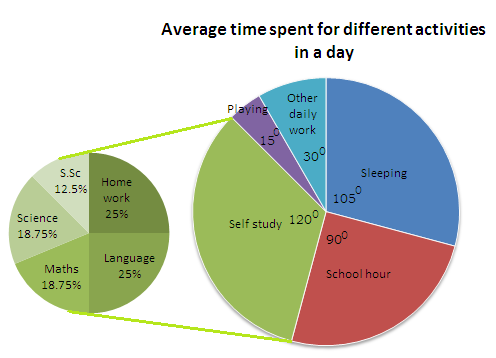 Average time spent for different activities
in a day
Playing
15⁰
Other
daily
work
30⁰
Sleeping
105⁰
Self study
120⁰
90⁰
School hour
S.Sc
12.5%
Home
work
25%
Science
18.75%
Language
25%
Maths
18.75%